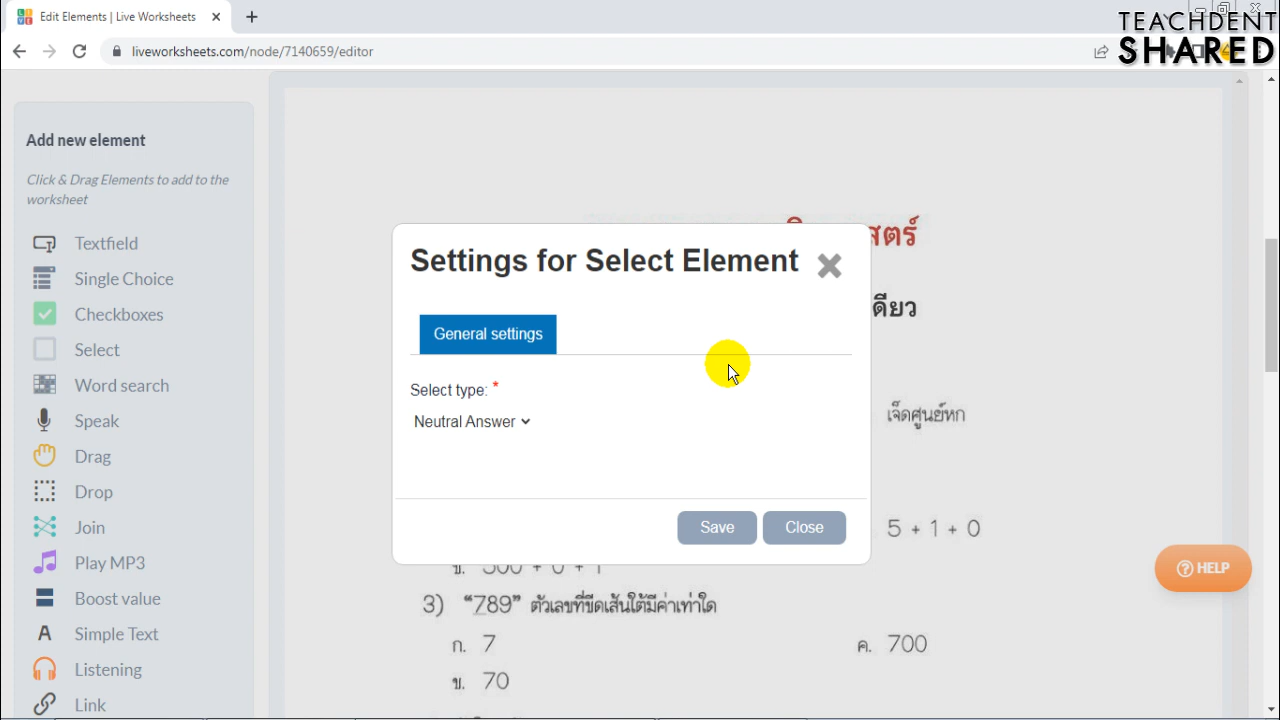 Edit Elements | Live Worksheets
TEACHDENT
SHARED
liveworksheets.com/node/7140659/editor
Add new element
Click & Drag Elements to add to the
worksheet
Textfield
Single Choice
Checkboxes
Select
Word search
Speak
Drag
Drop
Join
Play MP3
Boost value
Simple Text
Listening
Link
Settings for Select Element
General settings
Select type: *
Neutral Answer
Save
Close
สตร์
ดียว
เจ็ดศูนย์หก
5 + 1 + 0
ข. 500 + 0 + 1
3) "789" ตัวเลขที่ขีดเส้นใต้มีค่าเท่าใด
ก. 7
ค. 700
ข. 70
HELP